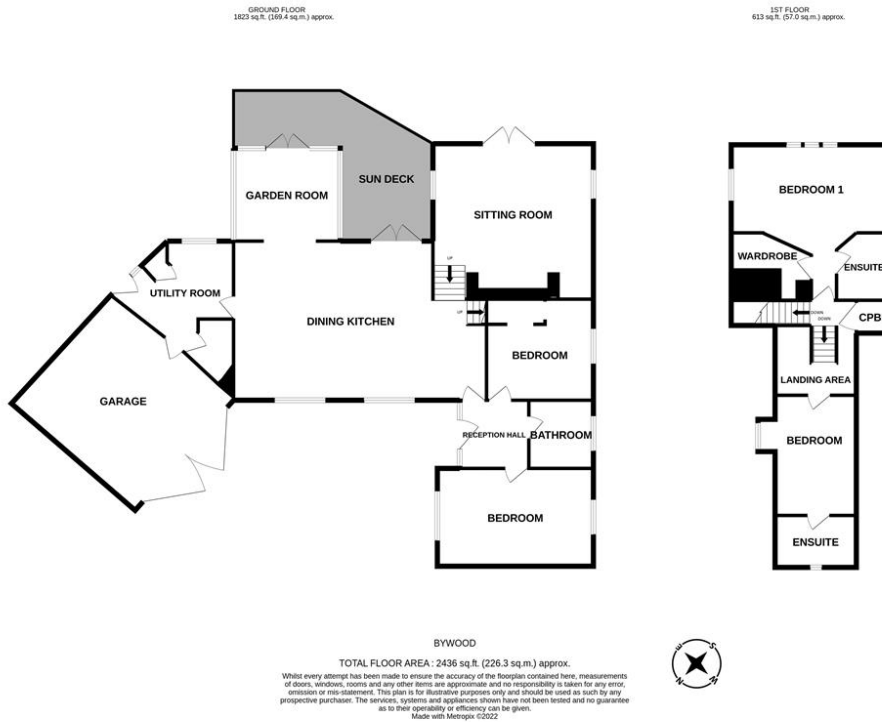 GROUND FLOOR
1823 sq.ft. (169.4 sq.m.) approx.
1ST FLOOR
613 sq.ft. (57.0 sq.m.) approx.
SUN DECK
GARDEN ROOM
SITTING ROOM
UP
UTILITY ROOM
DINING KITCHEN
UP
BEDROOM
GARAGE
RECEPTION HALL
BATHROOM
BEDROOM
BEDROOM 1
WARDROBE
ENSUITE
DOWN
DOWN
CPB
LANDING AREA
BEDROOM
ENSUITE
BYWOOD
TOTAL FLOOR AREA : 2436 sq.ft. (226.3 sq.m.) approx.
Whilst every attempt has been made to ensure the accuracy of the floorplan contained here, measurements
of doors, windows, rooms and any other items are approximate and no responsibility is taken for any error,
omission or mis-statement. This plan is for illustrative purposes only and should be used as such by any
prospective purchaser. The services, systems and appliances shown have not been tested and no guarantee
as to their operability or efficiency can be given.
Made with Metropix ©2022
E
S
N
W